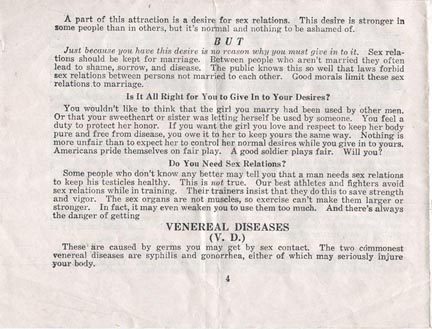 A part of this attraction is a desire for sex relations. This desire is stronger in
some people than in others, but it's normal and nothing to be ashamed of.
BUT
Just because you have this desire is no reason why you must give in to it. Sex rela-
tions should be kept for marriage. Between people who aren't married they often
lead to shame, sorrow, and disease. The public knows this so well that laws forbid
sex relations between persons not married to each other. Good morals limit these sex
relations to marriage.
Is It All Right for You to Give In to Your Desires?
You wouldn't like to think that the girl you marry had been used by other men.
Or that your sweetheart or sister was letting herself be used by someone. You feel a
duty to protect her honor. If you want the girl you love and respect to keep her body
pure and free from disease, you owe it to her to keep yours the same way. Nothing is
more unfair than to expect her to control her normal desires while you give in to yours.
Americans pride themselves on fair play. A good soldier plays fair. Will you?
Do You Need Sex Relations?
Some people who don't know any better may tell you that a man needs sex relations
to keep his testicles healthy. This is not true. Our best athletes and fighters avoid
sex relations while in training. Their trainers insist that they do this to save strength
and vigor. The sex organs are not muscles, so exercise can't make them larger or
stronger. In fact, it may even weaken you to use them too much. And there's always
the danger of getting
VENEREAL DISEASES
(V. D.)
These are caused by germs you may get by sex contact. The two commonest
venereal diseases are syphilis and gonorrhea, either of which may seriously injure
your body.
4